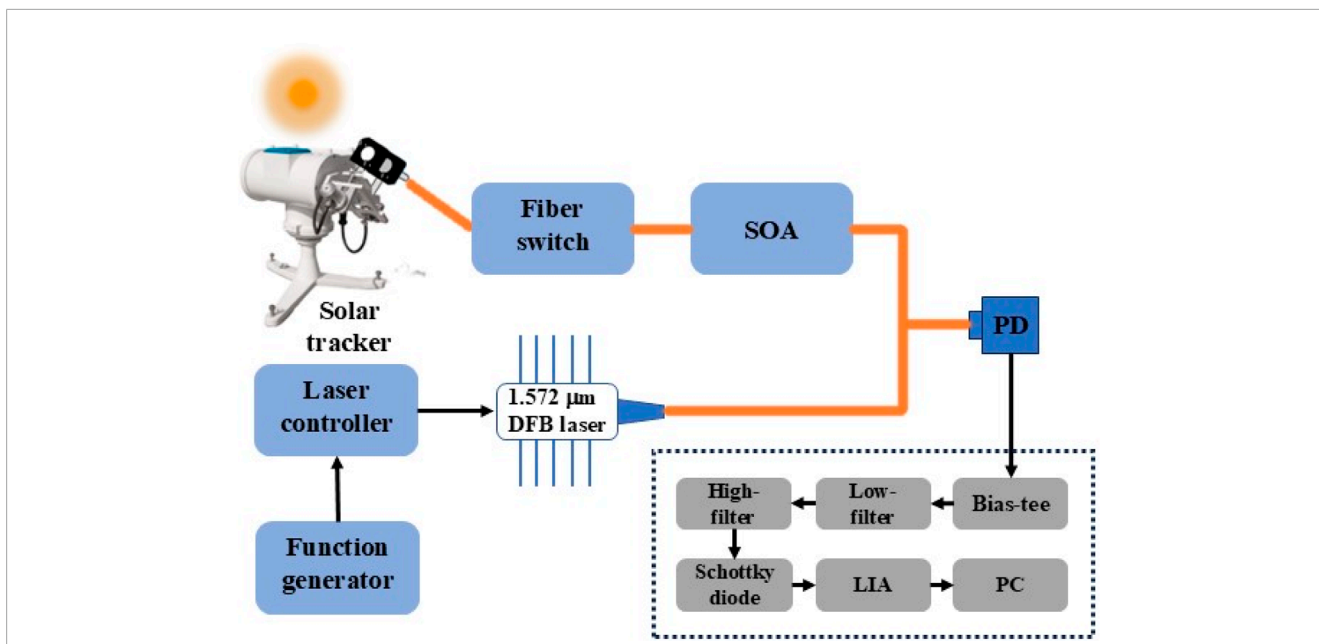 Fiber
switch
SOA
Solar
tracker
PD
Laser
controller
1.572 µm
DFB laser
High-
filter
Low-
filter
Bias-tee
Function
generator
Schottky
diode
LIA
PC